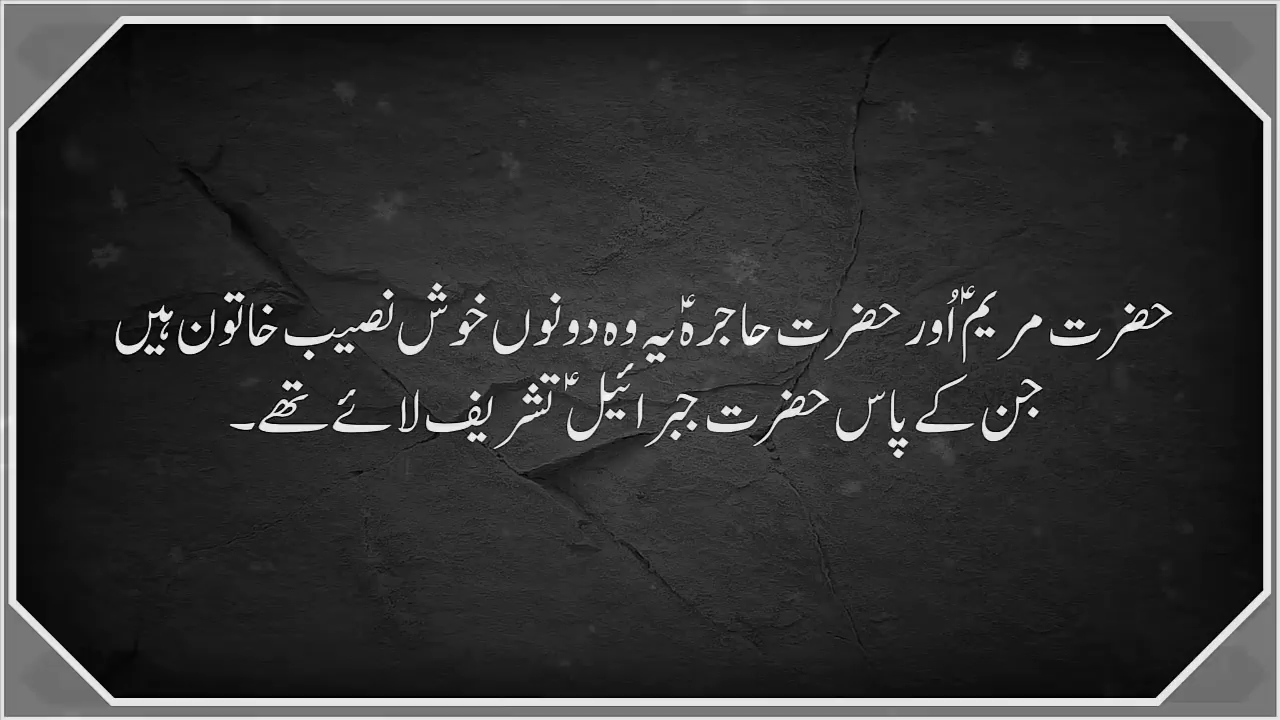 حضرت مریمؑ اُور حضرت حاجرہؑ یہ وہ دونوں خوش نصیب خاتون ہیں
جن کے پاس حضرت جبرائیلؑ تشریف لائے تھے۔